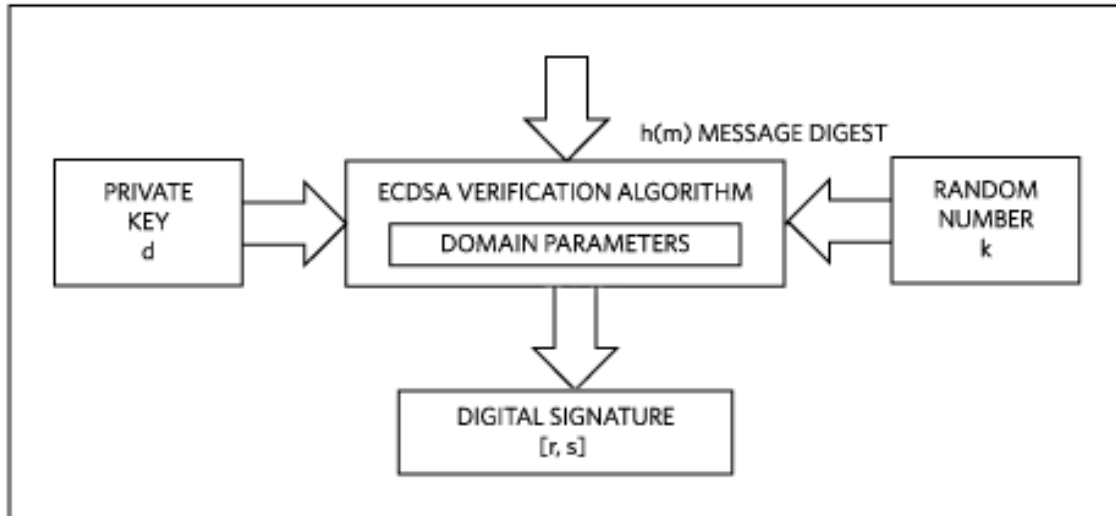 h(m) MESSAGE DIGEST
PRIVATE
KEY
d
ECDSA VERIFICATION ALGORITHM
DOMAIN PARAMETERS
RANDOM
NUMBER
k
DIGITAL SIGNATURE
[r, s]